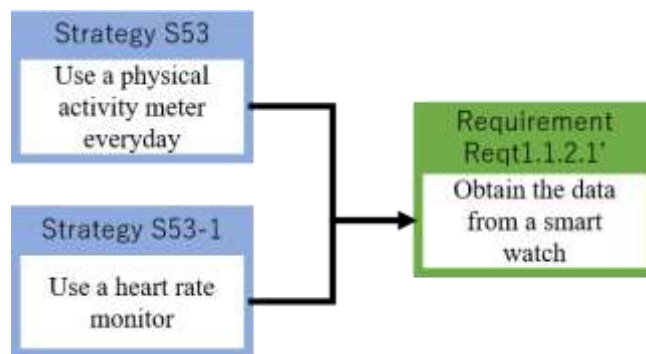 Strategy S53
Use a physical
activity meter
everyday
Strategy S53-1
Use a heart rate
monitor
Requirement
Reqt1.1.2.1’
Obtain the data
from a smart
watch